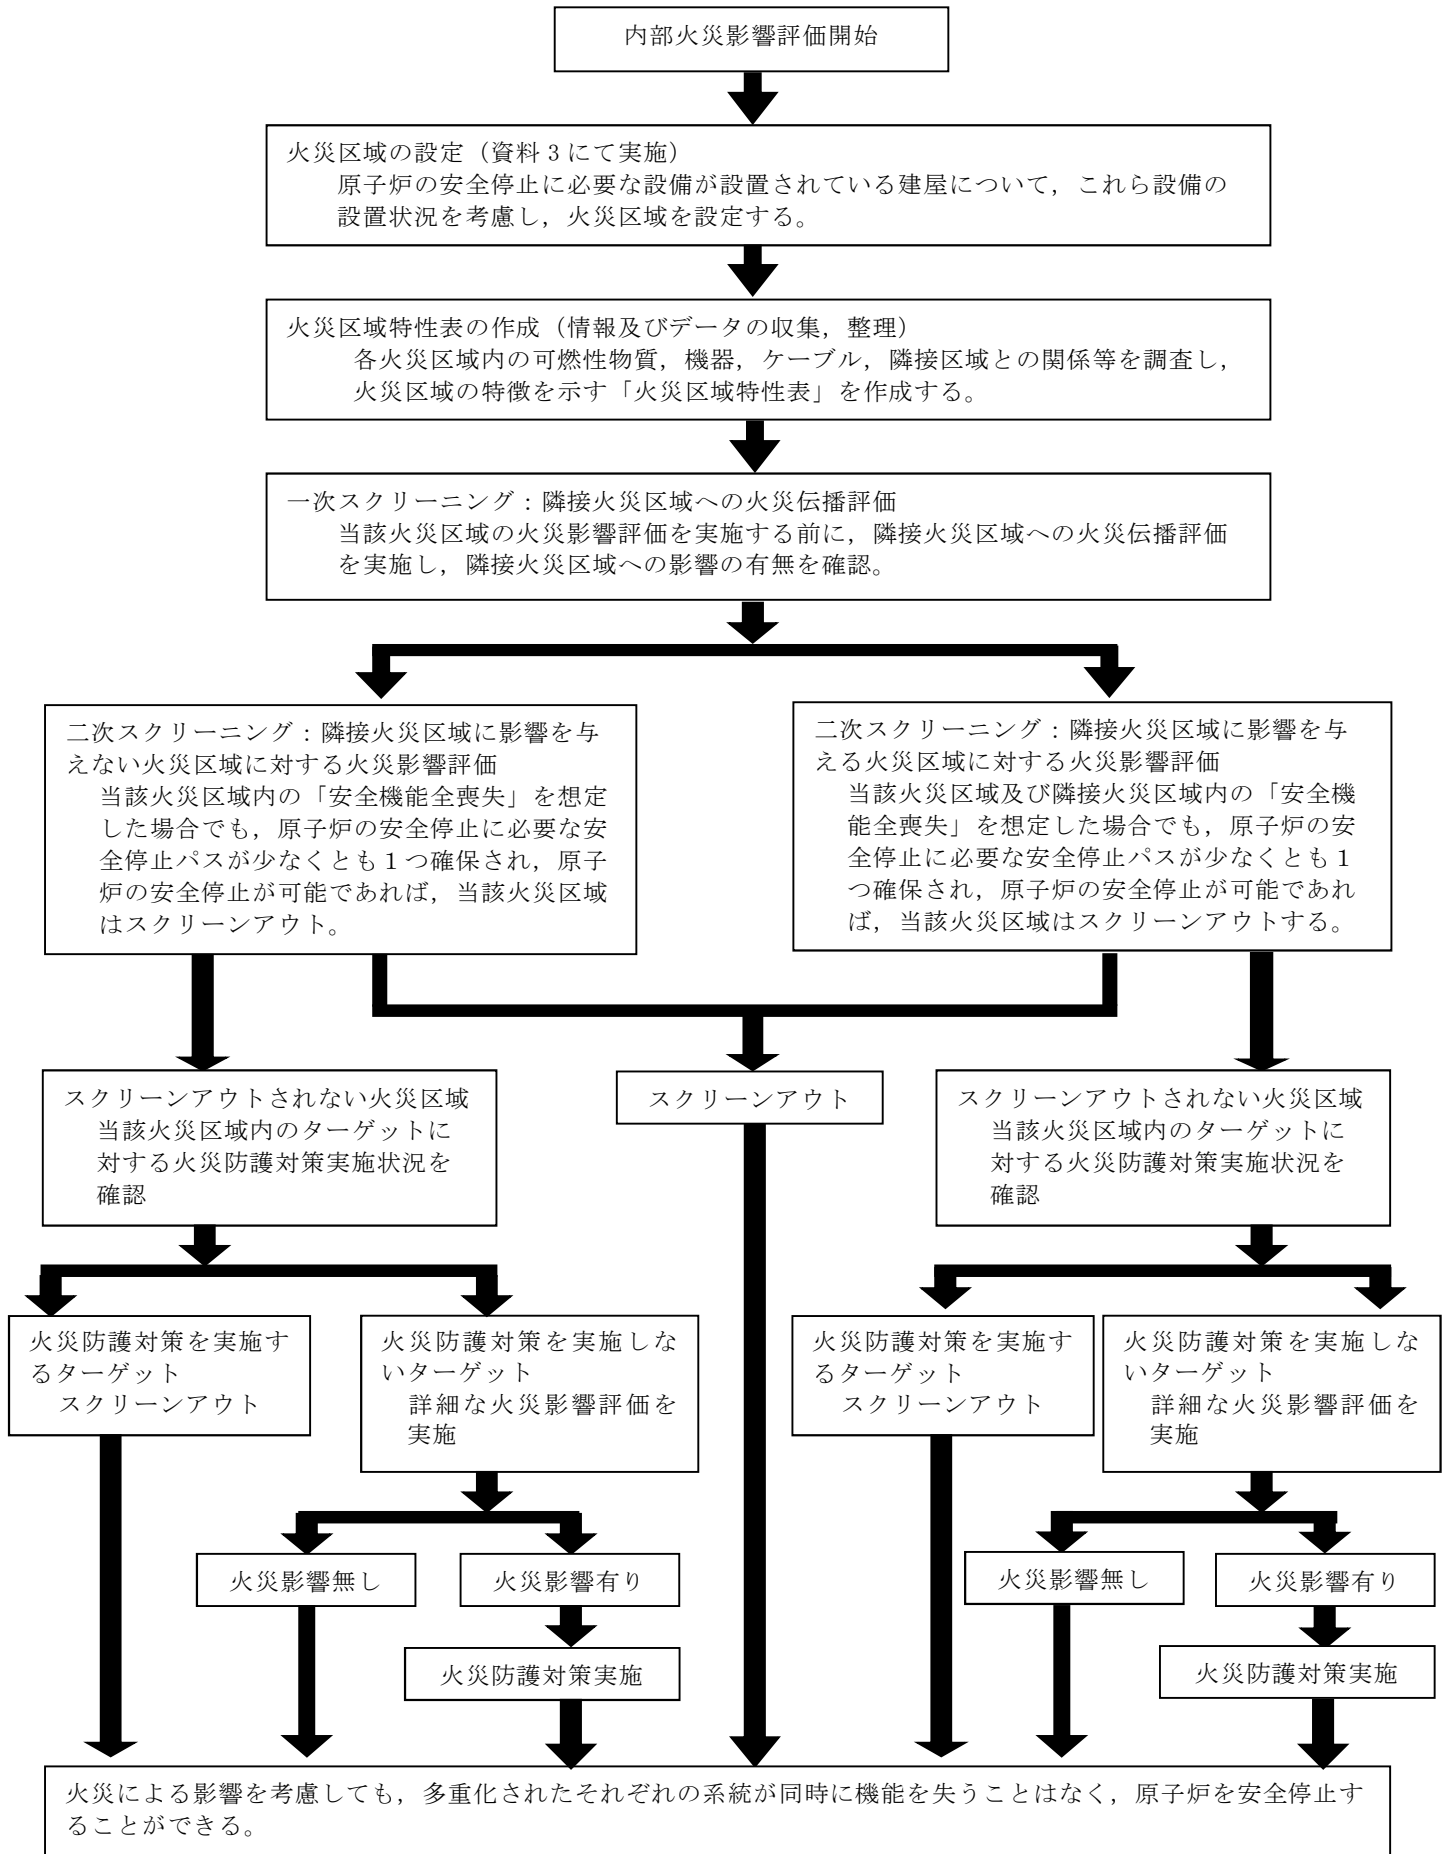 内部火災影響評価開始
火災区域の設定（資料３にて実施）
原子炉の安全停止に必要な設備が設置されている建屋について，これら設備の
設置状況を考慮し，火災区域を設定する。
火災区域特性表の作成（情報及びデータの収集，整理）
各火災区域内の可燃性物質，機器，ケーブル，隣接区域との関係等を調査し，
火災区域の特徴を示す「火災区域特性表」を作成する。
一次スクリーニング：隣接火災区域への火災伝播評価
当該火災区域の火災影響評価を実施する前に，隣接火災区域への火災伝播評価
を実施し，隣接火災区域への影響の有無を確認。
二次スクリーニング：隣接火災区域に影響を与
えない火災区域に対する火災影響評価
当該火災区域内の「安全機能全喪失」を想定
した場合でも，原子炉の安全停止に必要な安
全停止パスが少なくとも１つ確保され，原子
炉の安全停止が可能であれば，当該火災区域
はスクリーンアウト。
二次スクリーニング：隣接火災区域に影響を与
える火災区域に対する火災影響評価
当該火災区域及び隣接火災区域内の「安全機
能全喪失」を想定した場合でも，原子炉の安
全停止に必要な安全停止パスが少なくとも１
つ確保され，原子炉の安全停止が可能であれ
ば，当該火災区域はスクリーンアウトする。
スクリーンアウトされない火災区域
当該火災区域内のターゲットに
対する火災防護対策実施状況を
確認
スクリーンアウト
スクリーンアウトされない火災区域
当該火災区域内のターゲットに
対する火災防護対策実施状況を
確認
火災防護対策を実施す
るターゲット
スクリーンアウト
火災防護対策を実施しな
いターゲット
詳細な火災影響評価を
実施
火災防護対策を実施す
るターゲット
スクリーンアウト
火災防護対策を実施しな
いターゲット
詳細な火災影響評価を
実施
火災影響無し
火災影響有り
火災影響無し
火災影響有り
火災防護対策実施
火災防護対策実施
火災による影響を考慮しても，多重化されたそれぞれの系統が同時に機能を失うことはなく，原子炉を安全停止す
ることができる。